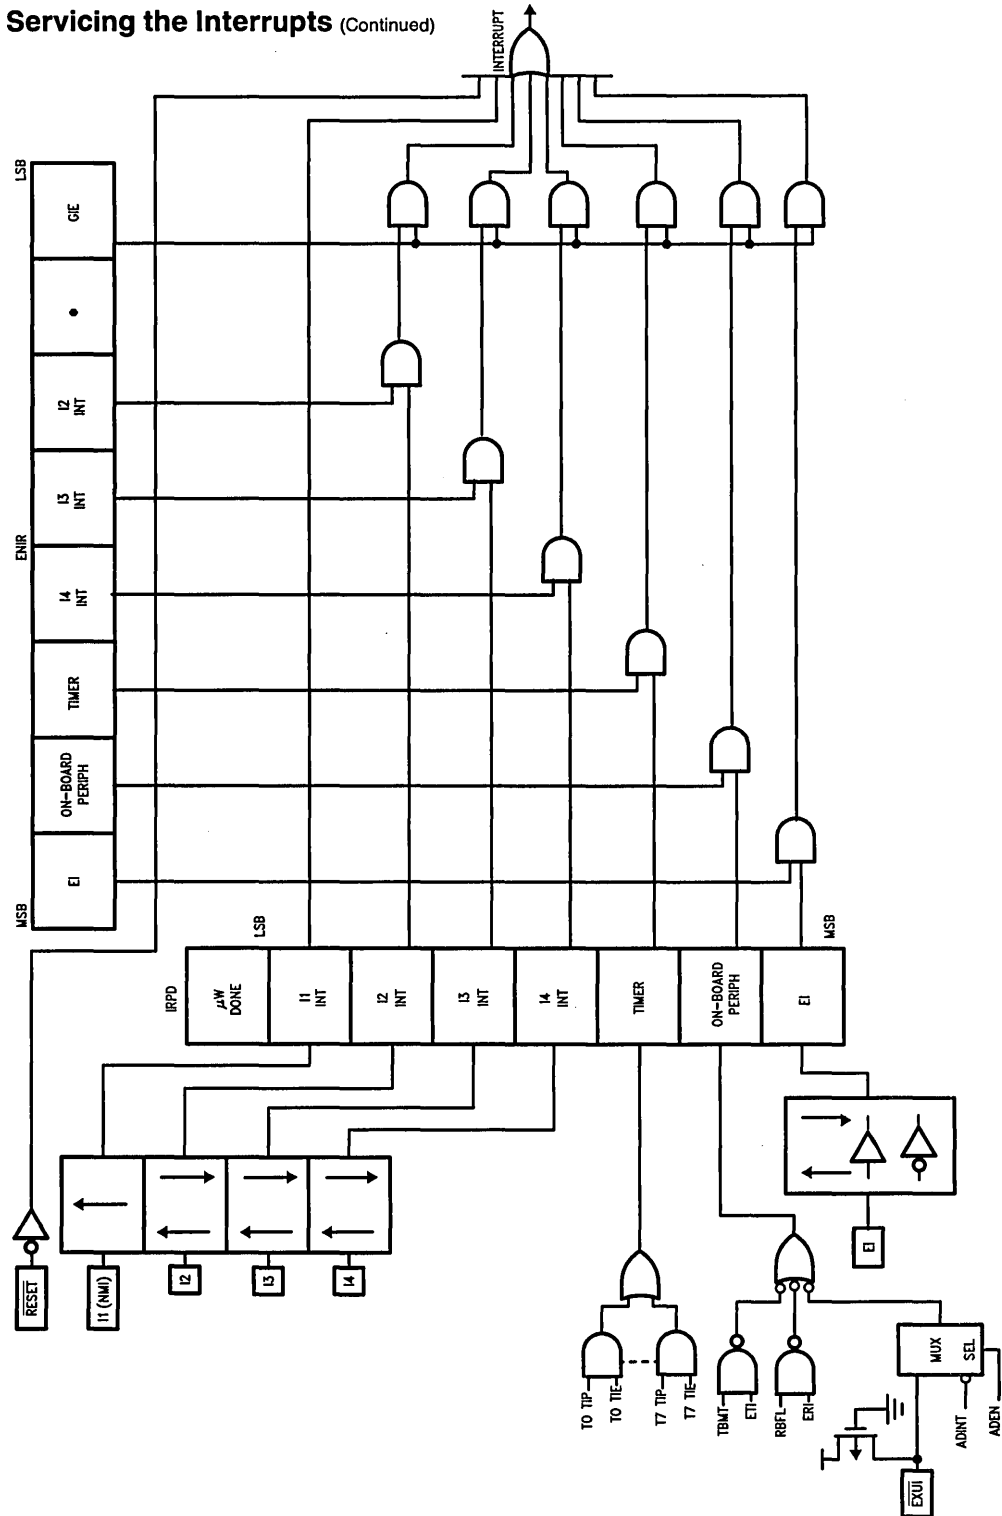 Servicing the Interrupts (Continued)
INTERRUPT
LSB
GIE
•
I2
INT
I3
INT
ENIR
I4
INT
TIMER
ON-BOARD
PERIPH
EI
MSB
IRPD
LSB
μW
DONE
I1
INT
I2
INT
I3
INT
I4
INT
TIMER
ON-BOARD
PERIPH
EI
MSB
RESET
I1 (NMI)
I2
I3
I4
T0 TIP
T0 TIE
T7 TIP
T7 TIE
TBMT
ETI
RBFL
ERI
EI
MUX
SEL
ADINT
ADEN
EXUI